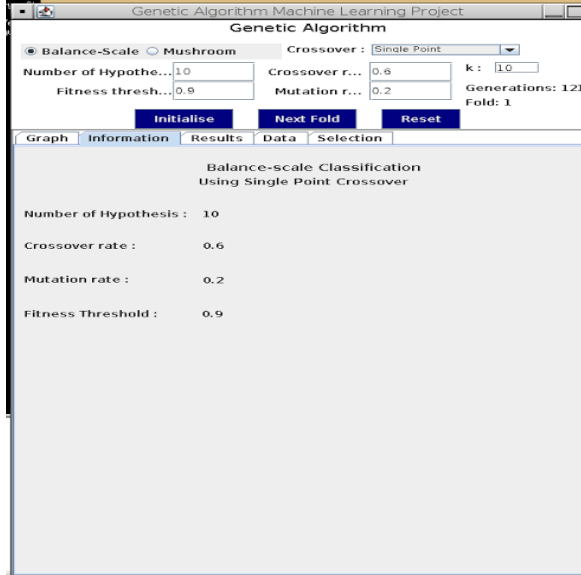 Genetic Algorithm Machine Learning Project
Genetic Algorithm
Balance-Scale Mushroom Crossover : Single Point
Number of Hypothe... 10 Crossover r... 0.6 k : 10
Fitness thresh... 0.9 Mutation r... 0.2 Generations: 121
Fold: 1
Initialise Next Fold Reset
Graph Information Results Data Selection
Balance-scale Classification
Using Single Point Crossover
Number of Hypothesis : 10
Crossover rate : 0.6
Mutation rate : 0.2
Fitness Threshold : 0.9